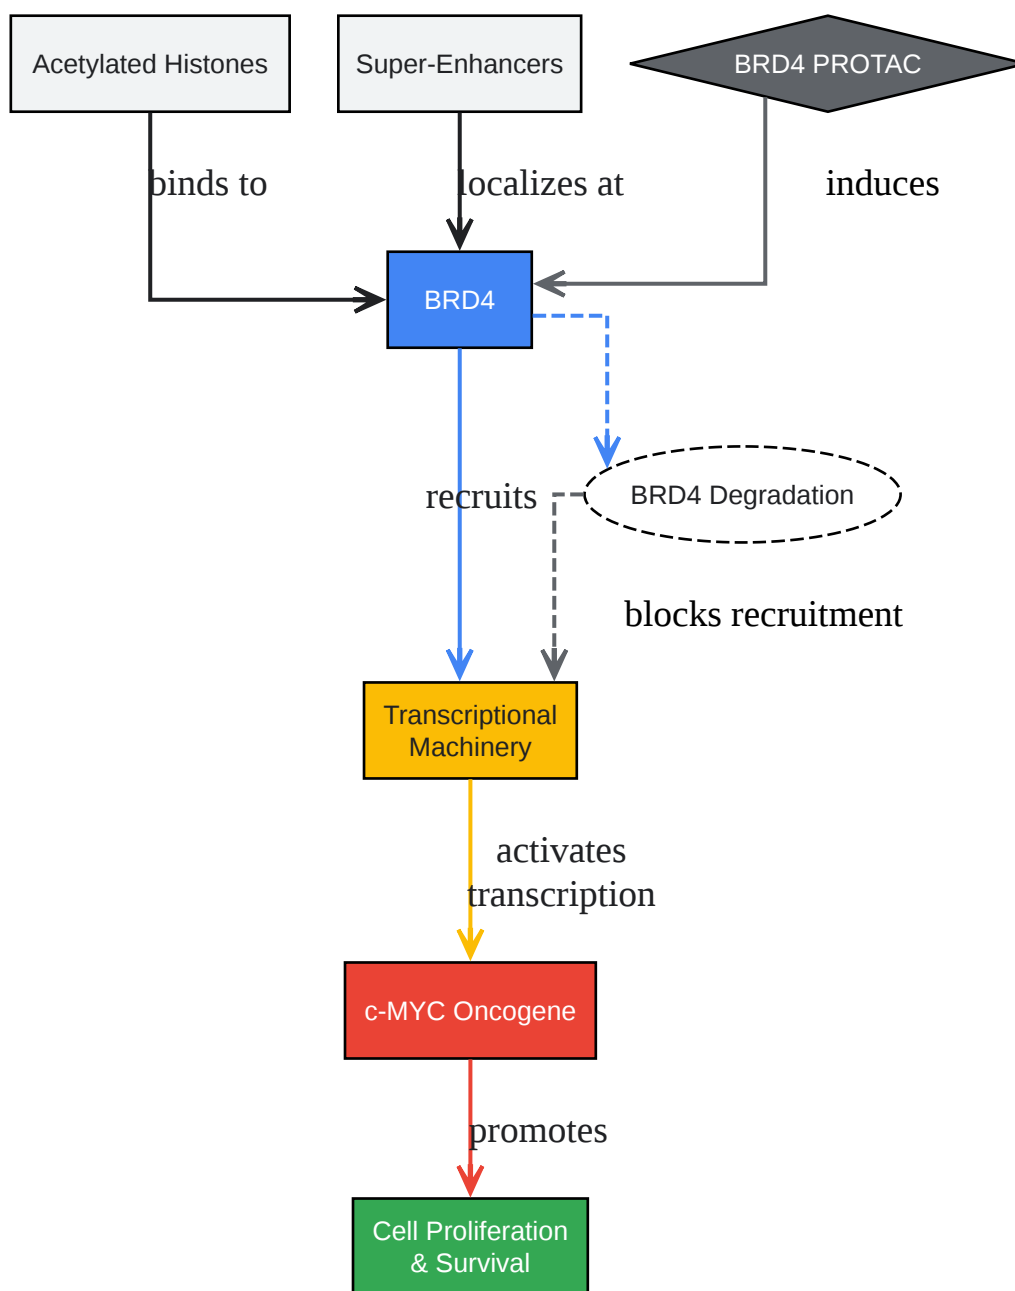 Acetylated Histones
Super-Enhancers
BRD4 PROTAC
binds to
localizes at
induces
BRD4
recruits
BRD4 Degradation
blocks recruitment
Transcriptional
Machinery
activates
transcription
c-MYC Oncogene
promotes
Cell Proliferation
& Survival